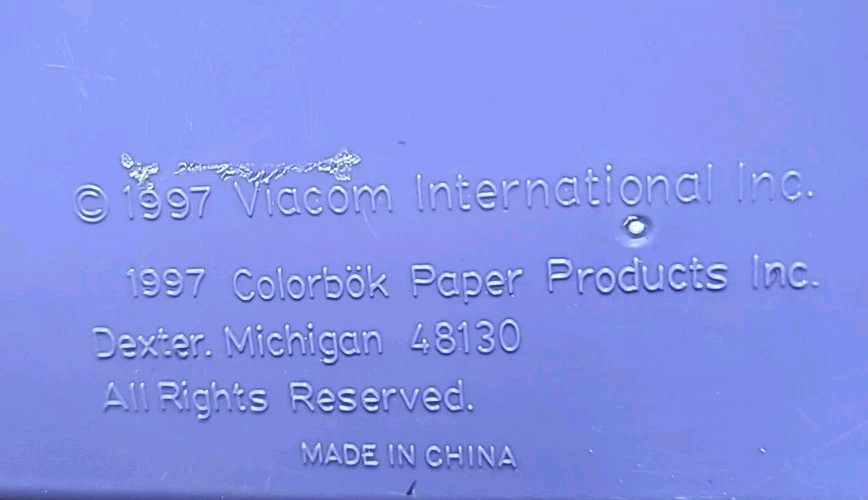 © 1997 Viacom International Inc.
1997 Colorbök Paper Products Inc.
Dexter. Michigan 48130
All Rights Reserved.
MADE IN CHINA